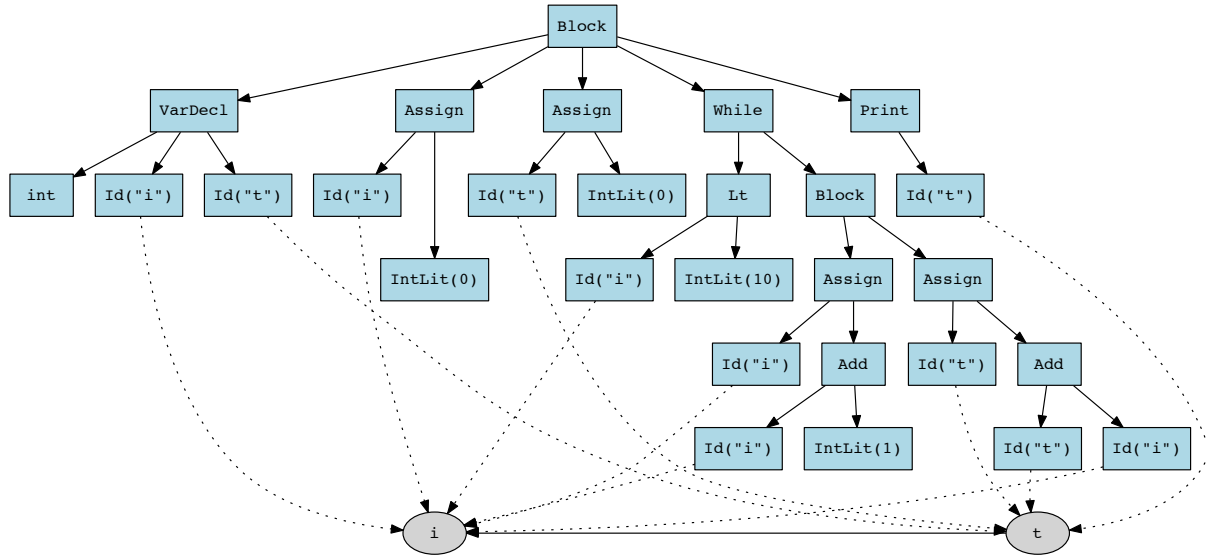 Block
VarDecl
Assign
Assign
While
Print
int
Id("i")
Id("t")
Id("i")
Id("t")
IntLit(0)
Lt
Block
Id("t")
IntLit(0)
Id("i")
IntLit(10)
Assign
Assign
Id("i")
Add
Id("t")
Add
Id("i")
IntLit(1)
Id("t")
Id("i")
i
t